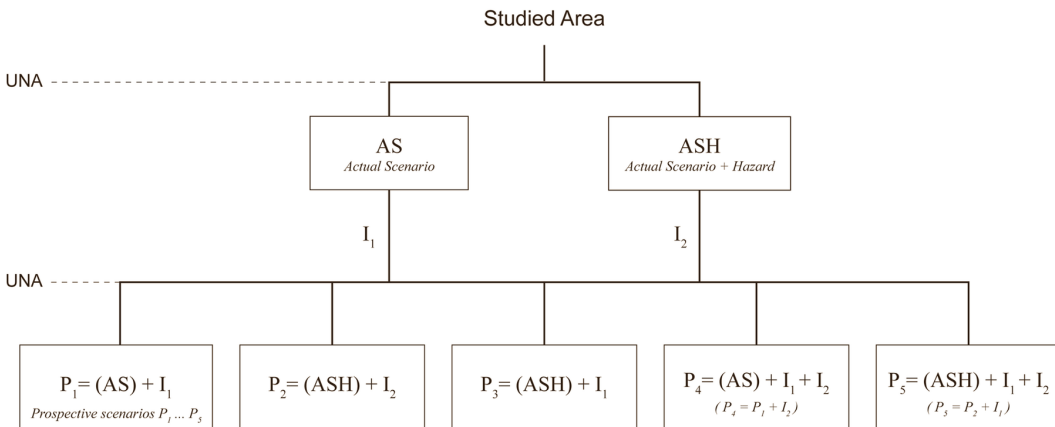 Studied Area
UNA
AS
Actual Scenario
ASH
Actual Scenario + Hazard
I₁
I₂
UNA
P₁= (AS) + I₁
Prospective scenarios P₁ ... P₅
P₂= (ASH) + I₂
P₃= (ASH) + I₁
P₄= (AS) + I₁ + I₂
( P₄ = P₁ + I₂ )
P₅= (ASH) + I₁ + I₂
( P₅ = P₂ + I₁ )